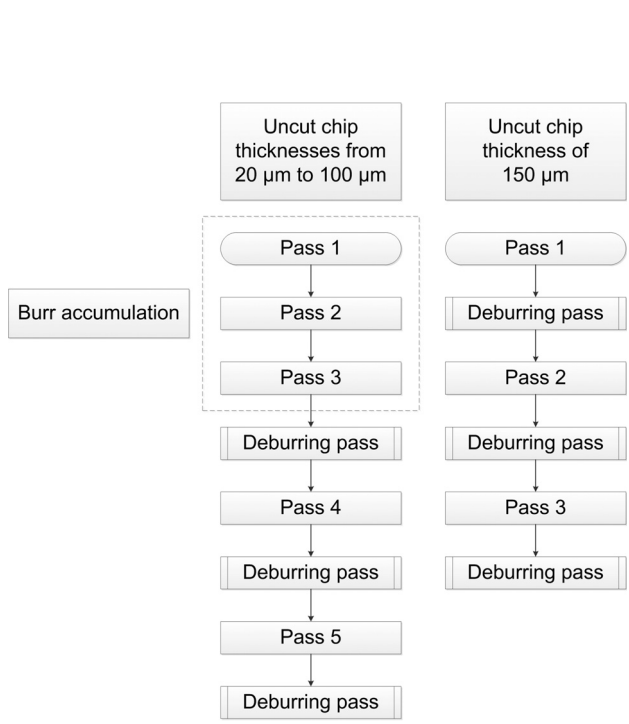 Uncut chip
thicknesses from
20 µm to 100 µm
Pass 1
Burr accumulation
Pass 2
Pass 3
Deburring pass
Pass 4
Deburring pass
Pass 5
Deburring pass
Uncut chip
thickness of
150 µm
Pass 1
Deburring pass
Pass 2
Deburring pass
Pass 3
Deburring pass